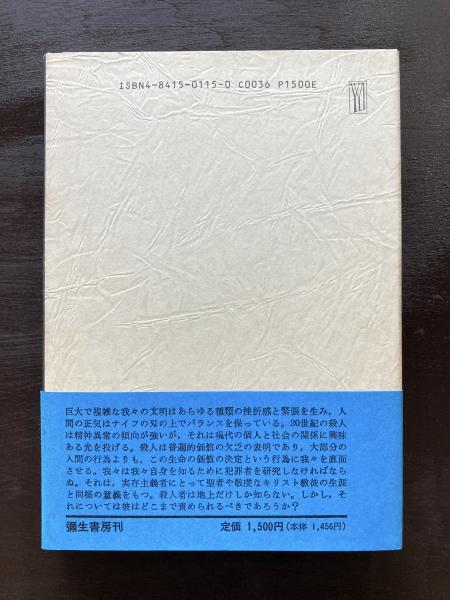 ISBN4-8415-0115-0 C0036 P1500E
巨大で複雑な我々の文明はあらゆる種類の挫折感と緊張を生み，人
間の正気はナイフの刃の上でバランスを保っている。20世紀の殺人
は精神異常の傾向が強いが，それは現代の個人と社会の関係に興味
ある光を投げる。殺人は普遍的価値の欠乏の表明であり，大部分の
人間の行為よりも，この生命の価値の決定という行為に我々を直面
させる。我々は我々自身を知るために犯罪者を研究しなければなら
ぬ。それは，実存主義者にとって聖者や敬虔なキリスト教徒の生涯
と同様の意義をもつ。殺人者は地上だけしか知らない。しかし，そ
れについては彼はどこまで責められるべきであろうか？
彌生書房刊
定価 1,500円(本体 1,456円)